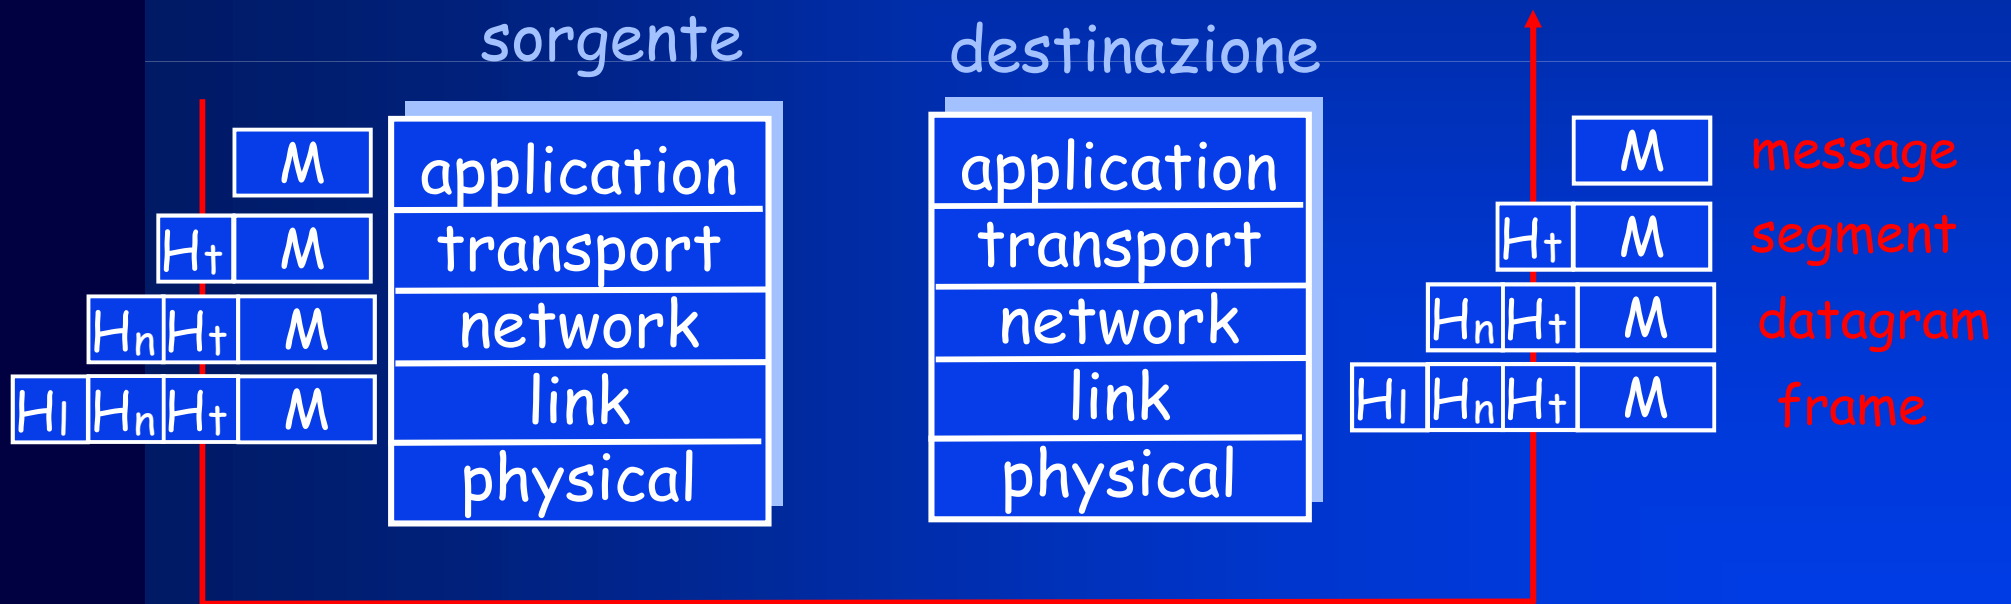 sorgente destinazione
M application application M message
Ht M transport transport Ht M segment
Hn Ht M network network Hn Ht M datagram
Hl Hn Ht M link link Hl Hn Ht M frame
physical physical